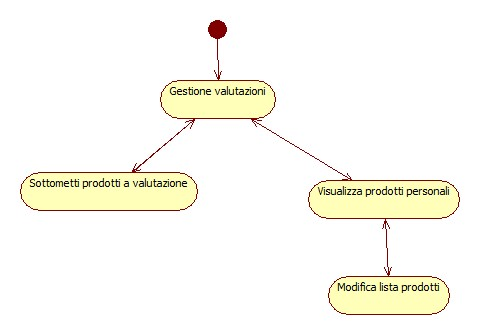 Gestione valutazioni
Sottometti prodotti a valutazione
Visualizza prodotti personali
Modifica lista prodotti